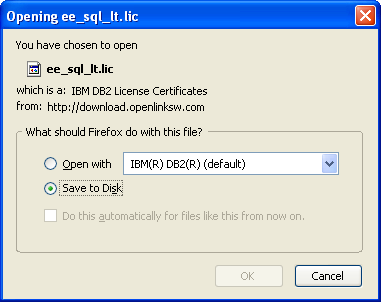 Opening ee_sql_lt.lic
You have chosen to open
ee_sql_lt.lic
which is a: IBM DB2 License Certificates
from: http://download.openlinksw.com
What should Firefox do with this file?
Open with IBM(R) DB2(R) (default)
Save to Disk
Do this automatically for files like this from now on.
OK Cancel